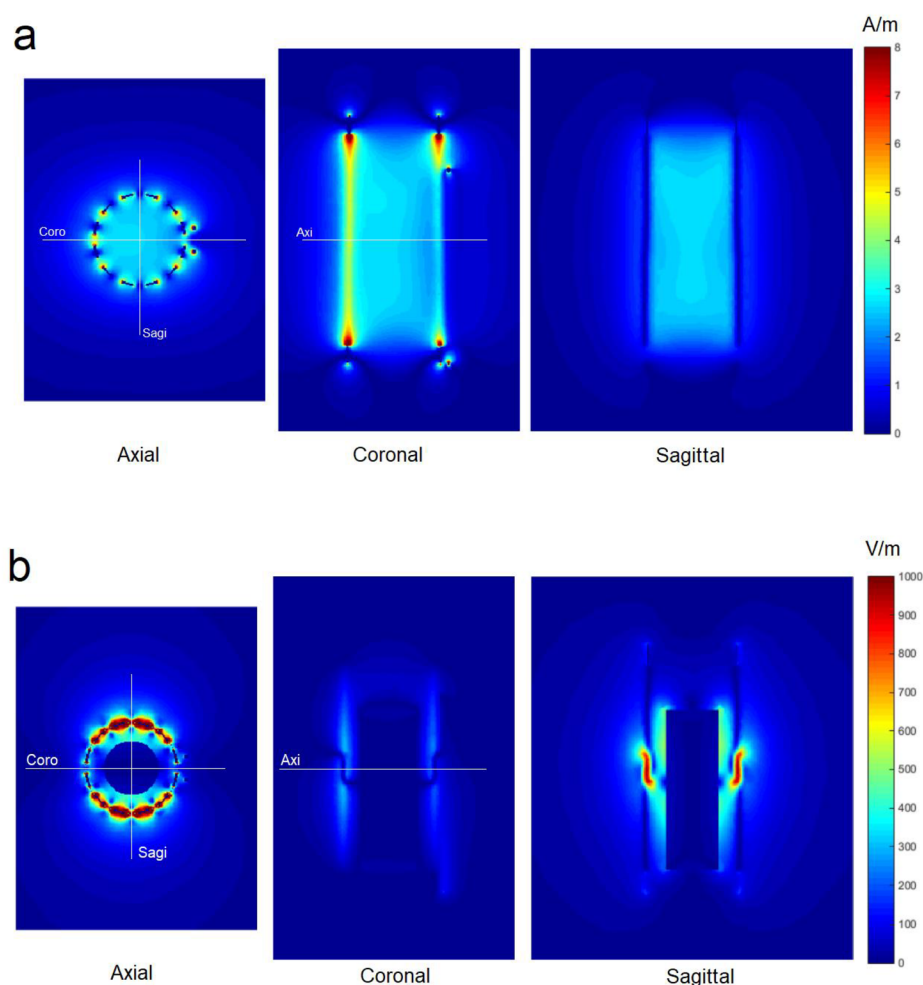 a
A/m
8
7
6
5
4
3
2
1
0
Coro
Sagi
Axi
Axial
Coronal
Sagittal
b
V/m
1000
900
800
700
600
500
400
300
200
100
0
Coro
Sagi
Axi
Axial
Coronal
Sagittal